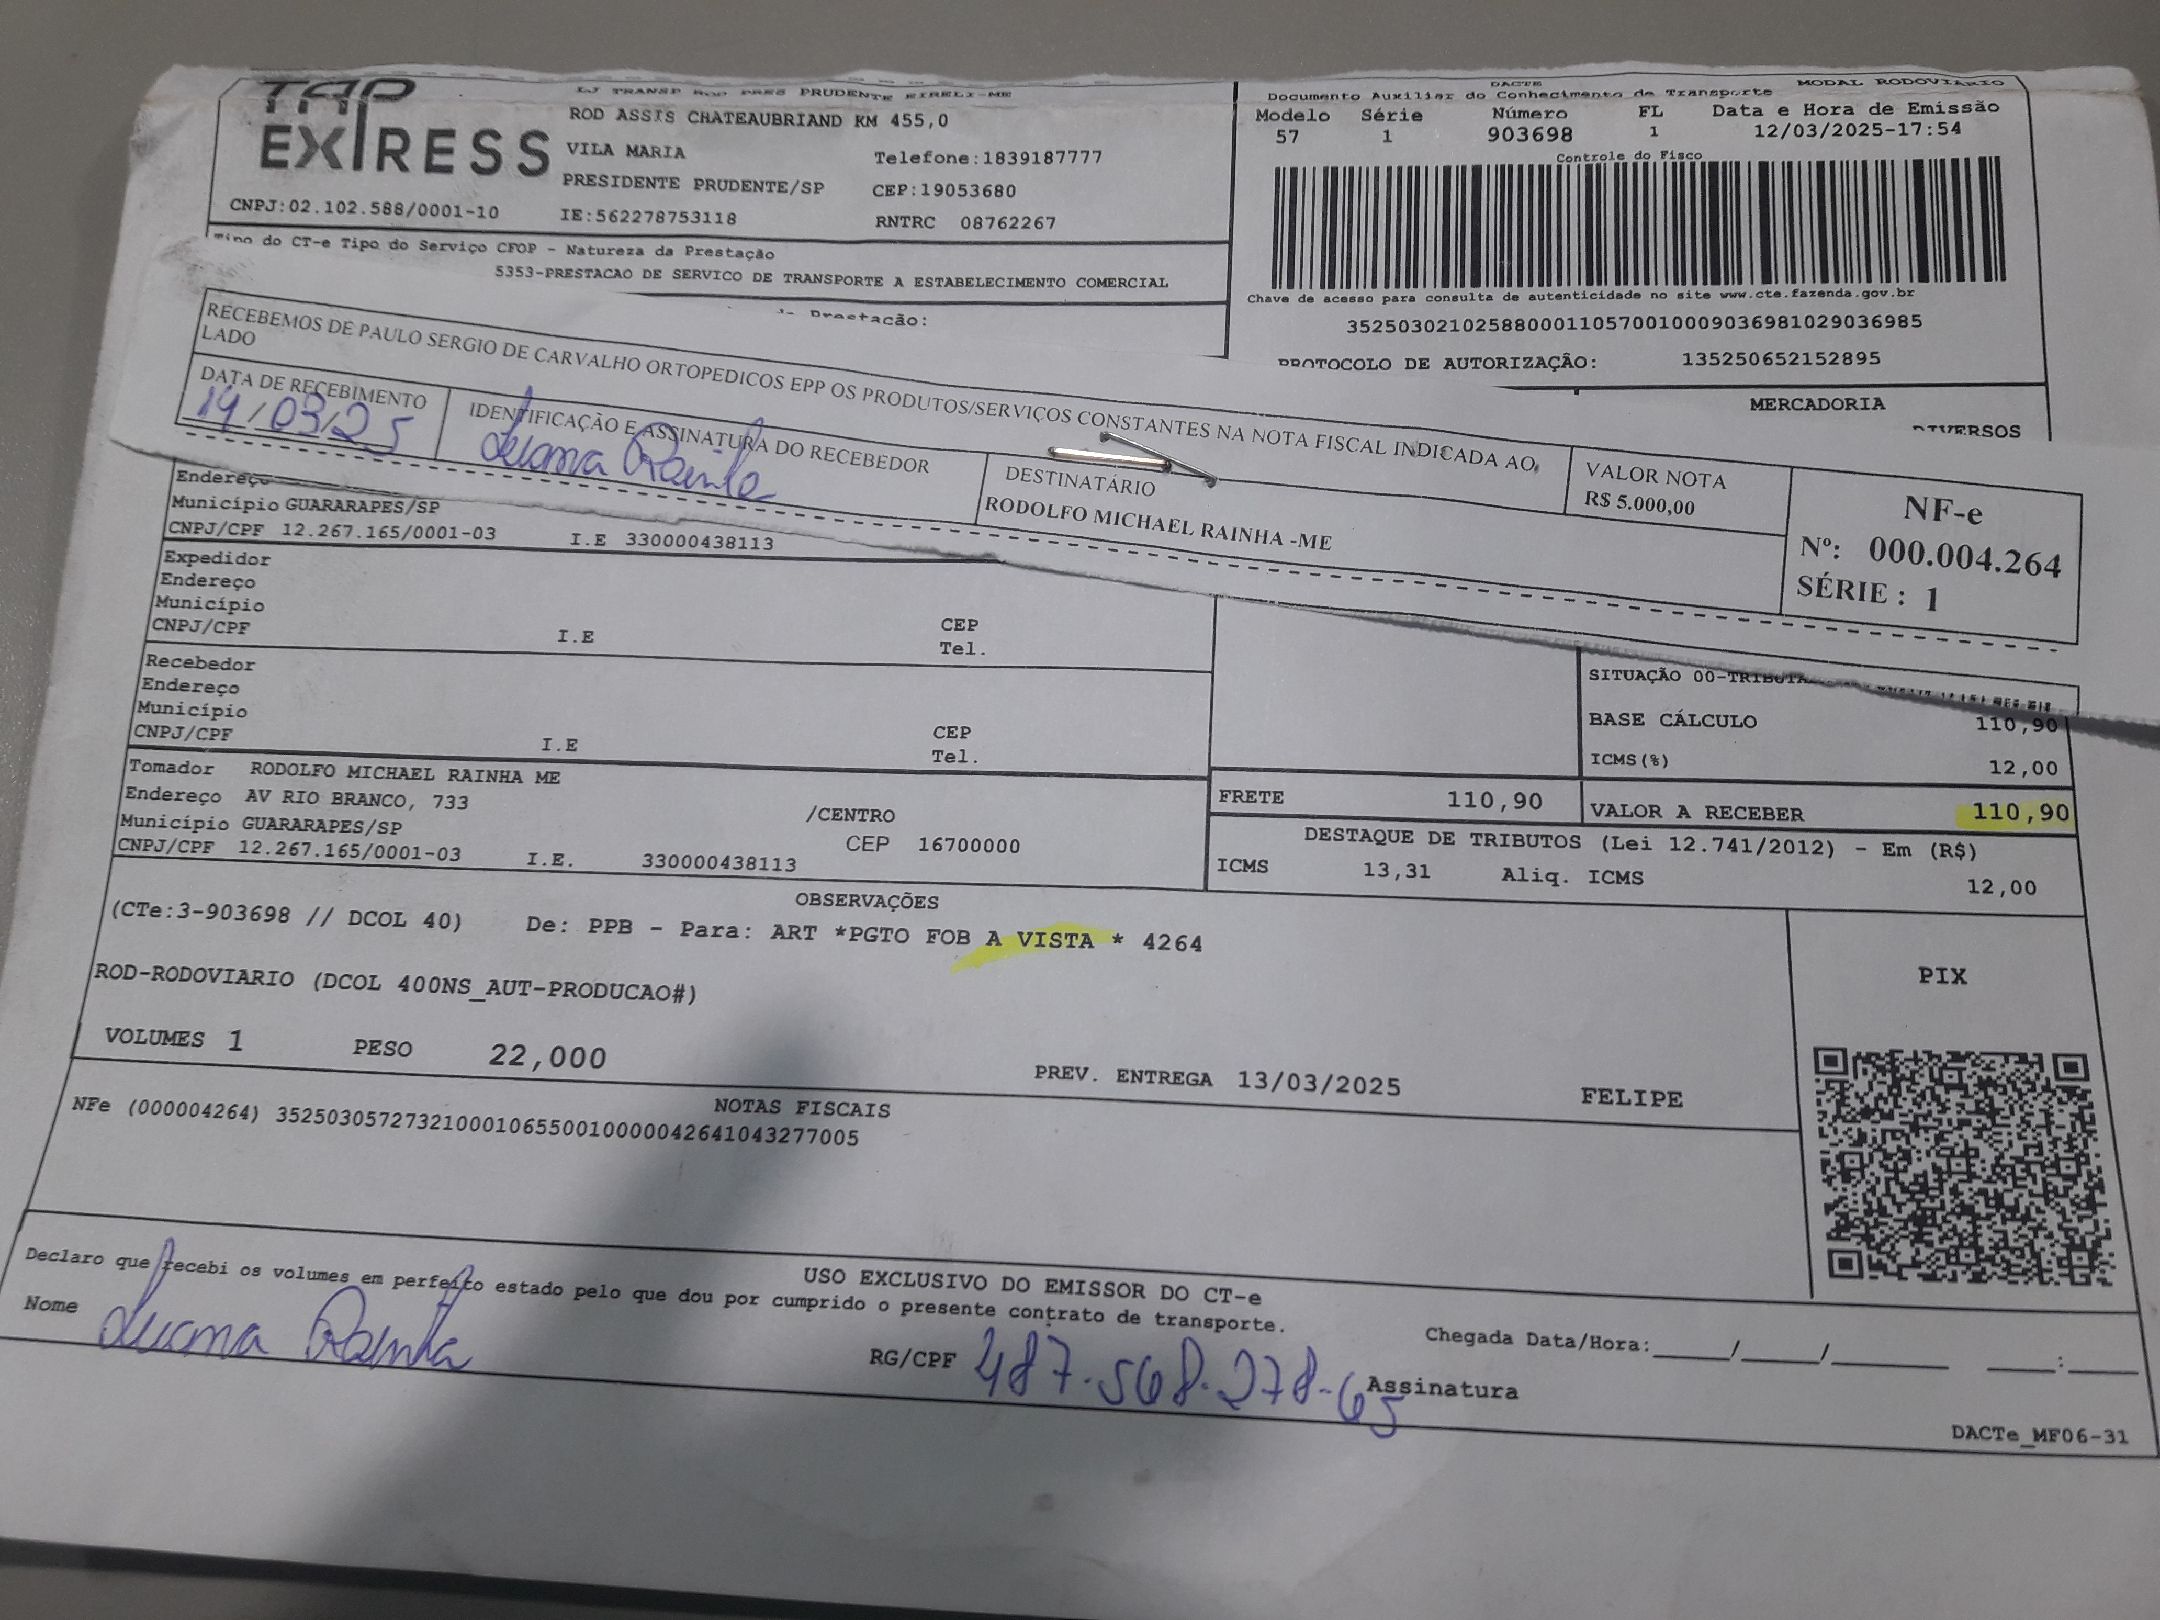 TAP
EXPRESS
LJ TRANSP ROD PRES PRUDENTE EIRELI-ME
ROD ASSIS CHATEAUBRIAND KM 455,0
VILA MARIA
Telefone:1839187777
PRESIDENTE PRUDENTE/SP
CEP:19053680
CNPJ:02.102.588/0001-10
IE:562278753118
RNTRC 08762267
Tipo do CT-e Tipo do Serviço CFOP - Natureza da Prestação
5353-PRESTACAO DE SERVICO DE TRANSPORTE A ESTABELECIMENTO COMERCIAL
Prestação:
DACTE
MODAL RODOVIÁRIO
Documento Auxiliar do Conhecimento de Transporte
Modelo Série Número FL Data e Hora de Emissão
57 1 903698 1 12/03/2025-17:54
Controle do Fisco
Chave de acesso para consulta de autenticidade no site www.cte.fazenda.gov.br
35250302102588000110570010009036981029036985
PROTOCOLO DE AUTORIZAÇÃO: 135250652152895
MERCADORIA
DIVERSOS
RECEBEMOS DE PAULO SERGIO DE CARVALHO ORTOPEDICOS EPP OS PRODUTOS/SERVIÇOS CONSTANTES NA NOTA FISCAL INDICADA AO
LADO
DATA DE RECEBIMENTO
14/03/25
IDENTIFICAÇÃO E ASSINATURA DO RECEBEDOR
Luana Rainha
DESTINATÁRIO
RODOLFO MICHAEL RAINHA -ME
VALOR NOTA
R$ 5.000,00
NF-e
Nº: 000.004.264
SÉRIE : 1
Endereço
Município GUARARAPES/SP
CNPJ/CPF 12.267.165/0001-03 I.E 330000438113
Expedidor
Endereço
Município
CEP
CNPJ/CPF I.E Tel.
Recebedor
Endereço
Município
CEP
CNPJ/CPF I.E Tel.
SITUAÇÃO 00-TRIBUTA
BASE CÁLCULO 110,90
ICMS(%) 12,00
Tomador RODOLFO MICHAEL RAINHA ME
Endereço AV RIO BRANCO, 733 /CENTRO
Município GUARARAPES/SP CEP 16700000
CNPJ/CPF 12.267.165/0001-03 I.E. 330000438113
FRETE 110,90 VALOR A RECEBER 110,90
DESTAQUE DE TRIBUTOS (Lei 12.741/2012) - Em (R$)
ICMS 13,31 Aliq. ICMS 12,00
OBSERVAÇÕES
(CTe:3-903698 // DCOL 40) De: PPB - Para: ART *PGTO FOB A VISTA * 4264
ROD-RODOVIARIO (DCOL 400NS_AUT-PRODUCAO#)
PIX
VOLUMES 1 PESO 22,000 PREV. ENTREGA 13/03/2025 FELIPE
NOTAS FISCAIS
NFe (000004264) 35250305727321000106550010000042641043277005
USO EXCLUSIVO DO EMISSOR DO CT-e
Declaro que recebi os volumes em perfeito estado pelo que dou por cumprido o presente contrato de transporte.
Nome Luana Rainha
RG/CPF 487.568.278-65
Chegada Data/Hora:____/____/______ ___:___
Assinatura
DACTe_MF06-31